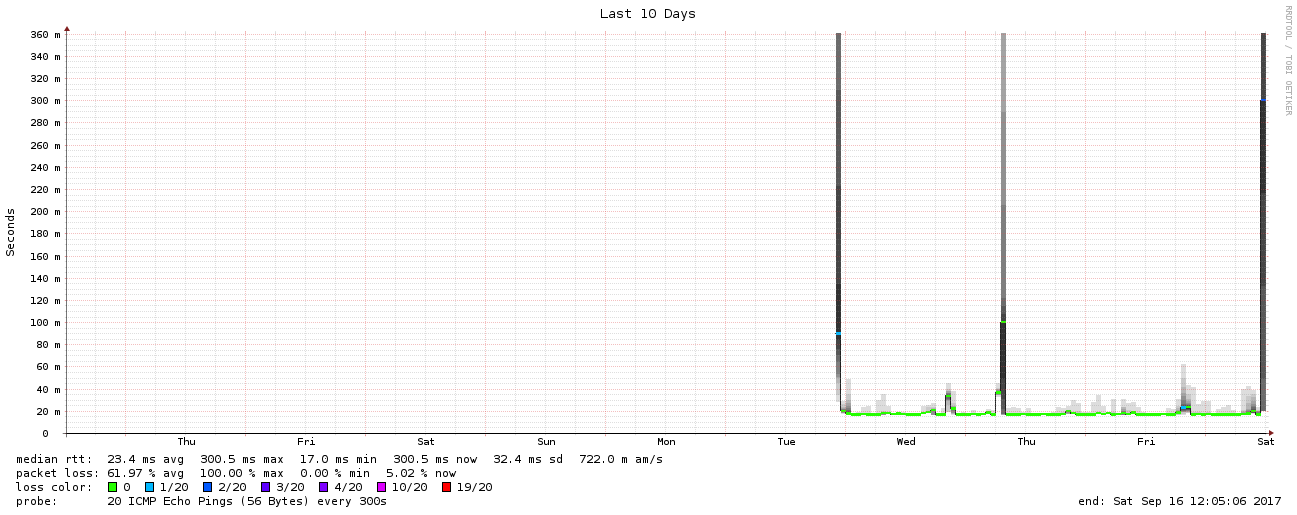 Last 10 Days
RRDTOOL / TOBI OETIKER
Seconds
360 m
340 m
320 m
300 m
280 m
260 m
240 m
220 m
200 m
180 m
160 m
140 m
120 m
100 m
80 m
60 m
40 m
20 m
0
Thu Fri Sat Sun Mon Tue Wed Thu Fri Sat
median rtt: 23.4 ms avg 300.5 ms max 17.0 ms min 300.5 ms now 32.4 ms sd 722.0 m am/s
packet loss: 61.97 % avg 100.00 % max 0.00 % min 5.02 % now
loss color: 0 1/20 2/20 3/20 4/20 10/20 19/20
probe: 20 ICMP Echo Pings (56 Bytes) every 300s end: Sat Sep 16 12:05:06 2017